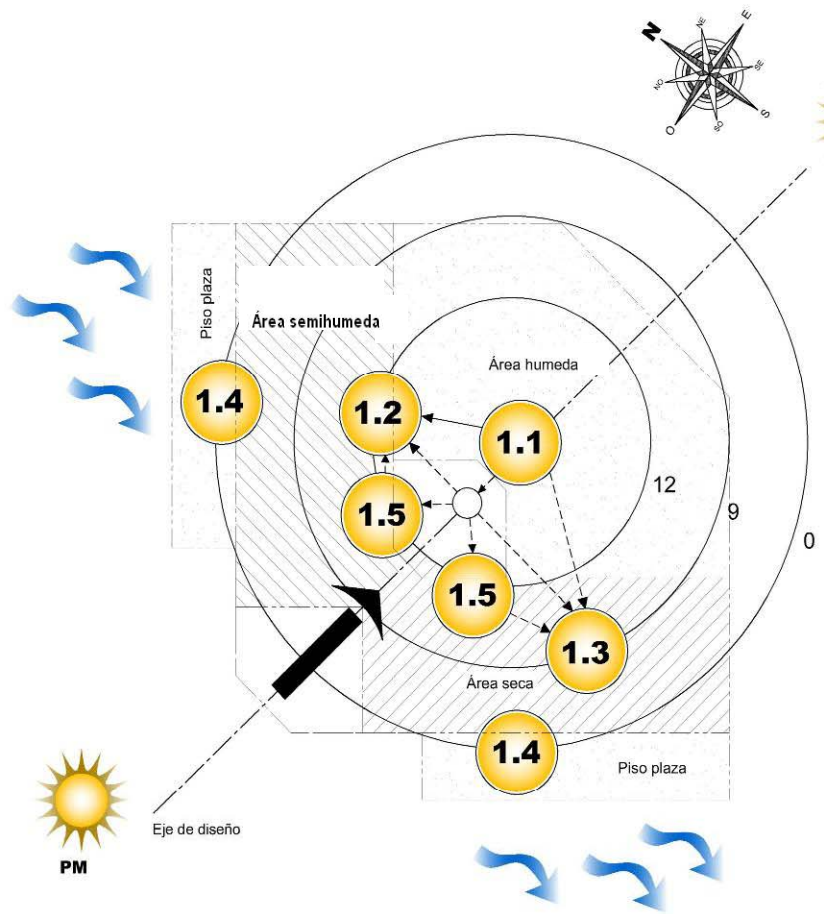 N
NE
E
NO
SE
O
SO
S
Piso plaza
Área semihumeda
Área humeda
1.4
1.2
1.1
12
9
0
1.5
1.5
1.3
Área seca
1.4
Piso plaza
Eje de diseño
PM